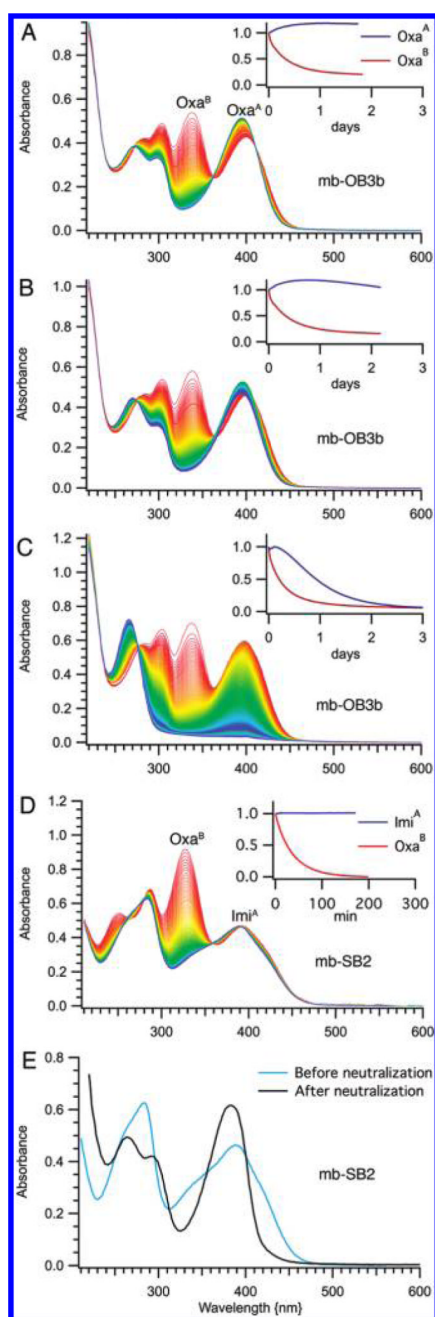 A
Absorbance
1.0
0.8
0.6
0.4
0.2
0.0
300
400
500
600
Oxa^B
Oxa^A
mb-OB3b
1.0
0.5
0.0
0
1
2
3
days
Oxa^A
Oxa^B
B
Absorbance
1.0
0.8
0.6
0.4
0.2
0.0
300
400
500
600
mb-OB3b
1.0
0.5
0.0
0
1
2
3
days
C
Absorbance
1.2
1.0
0.8
0.6
0.4
0.2
0.0
300
400
500
600
mb-OB3b
1.0
0.5
0.0
0
1
2
3
days
D
Absorbance
1.2
1.0
0.8
0.6
0.4
0.2
0.0
300
400
500
600
Oxa^B
Imi^A
mb-SB2
1.0
0.5
0.0
0
100
200
300
min
Imi^A
Oxa^B
E
Absorbance
0.8
0.6
0.4
0.2
0.0
300
400
500
600
Before neutralization
After neutralization
mb-SB2
Wavelength {nm}